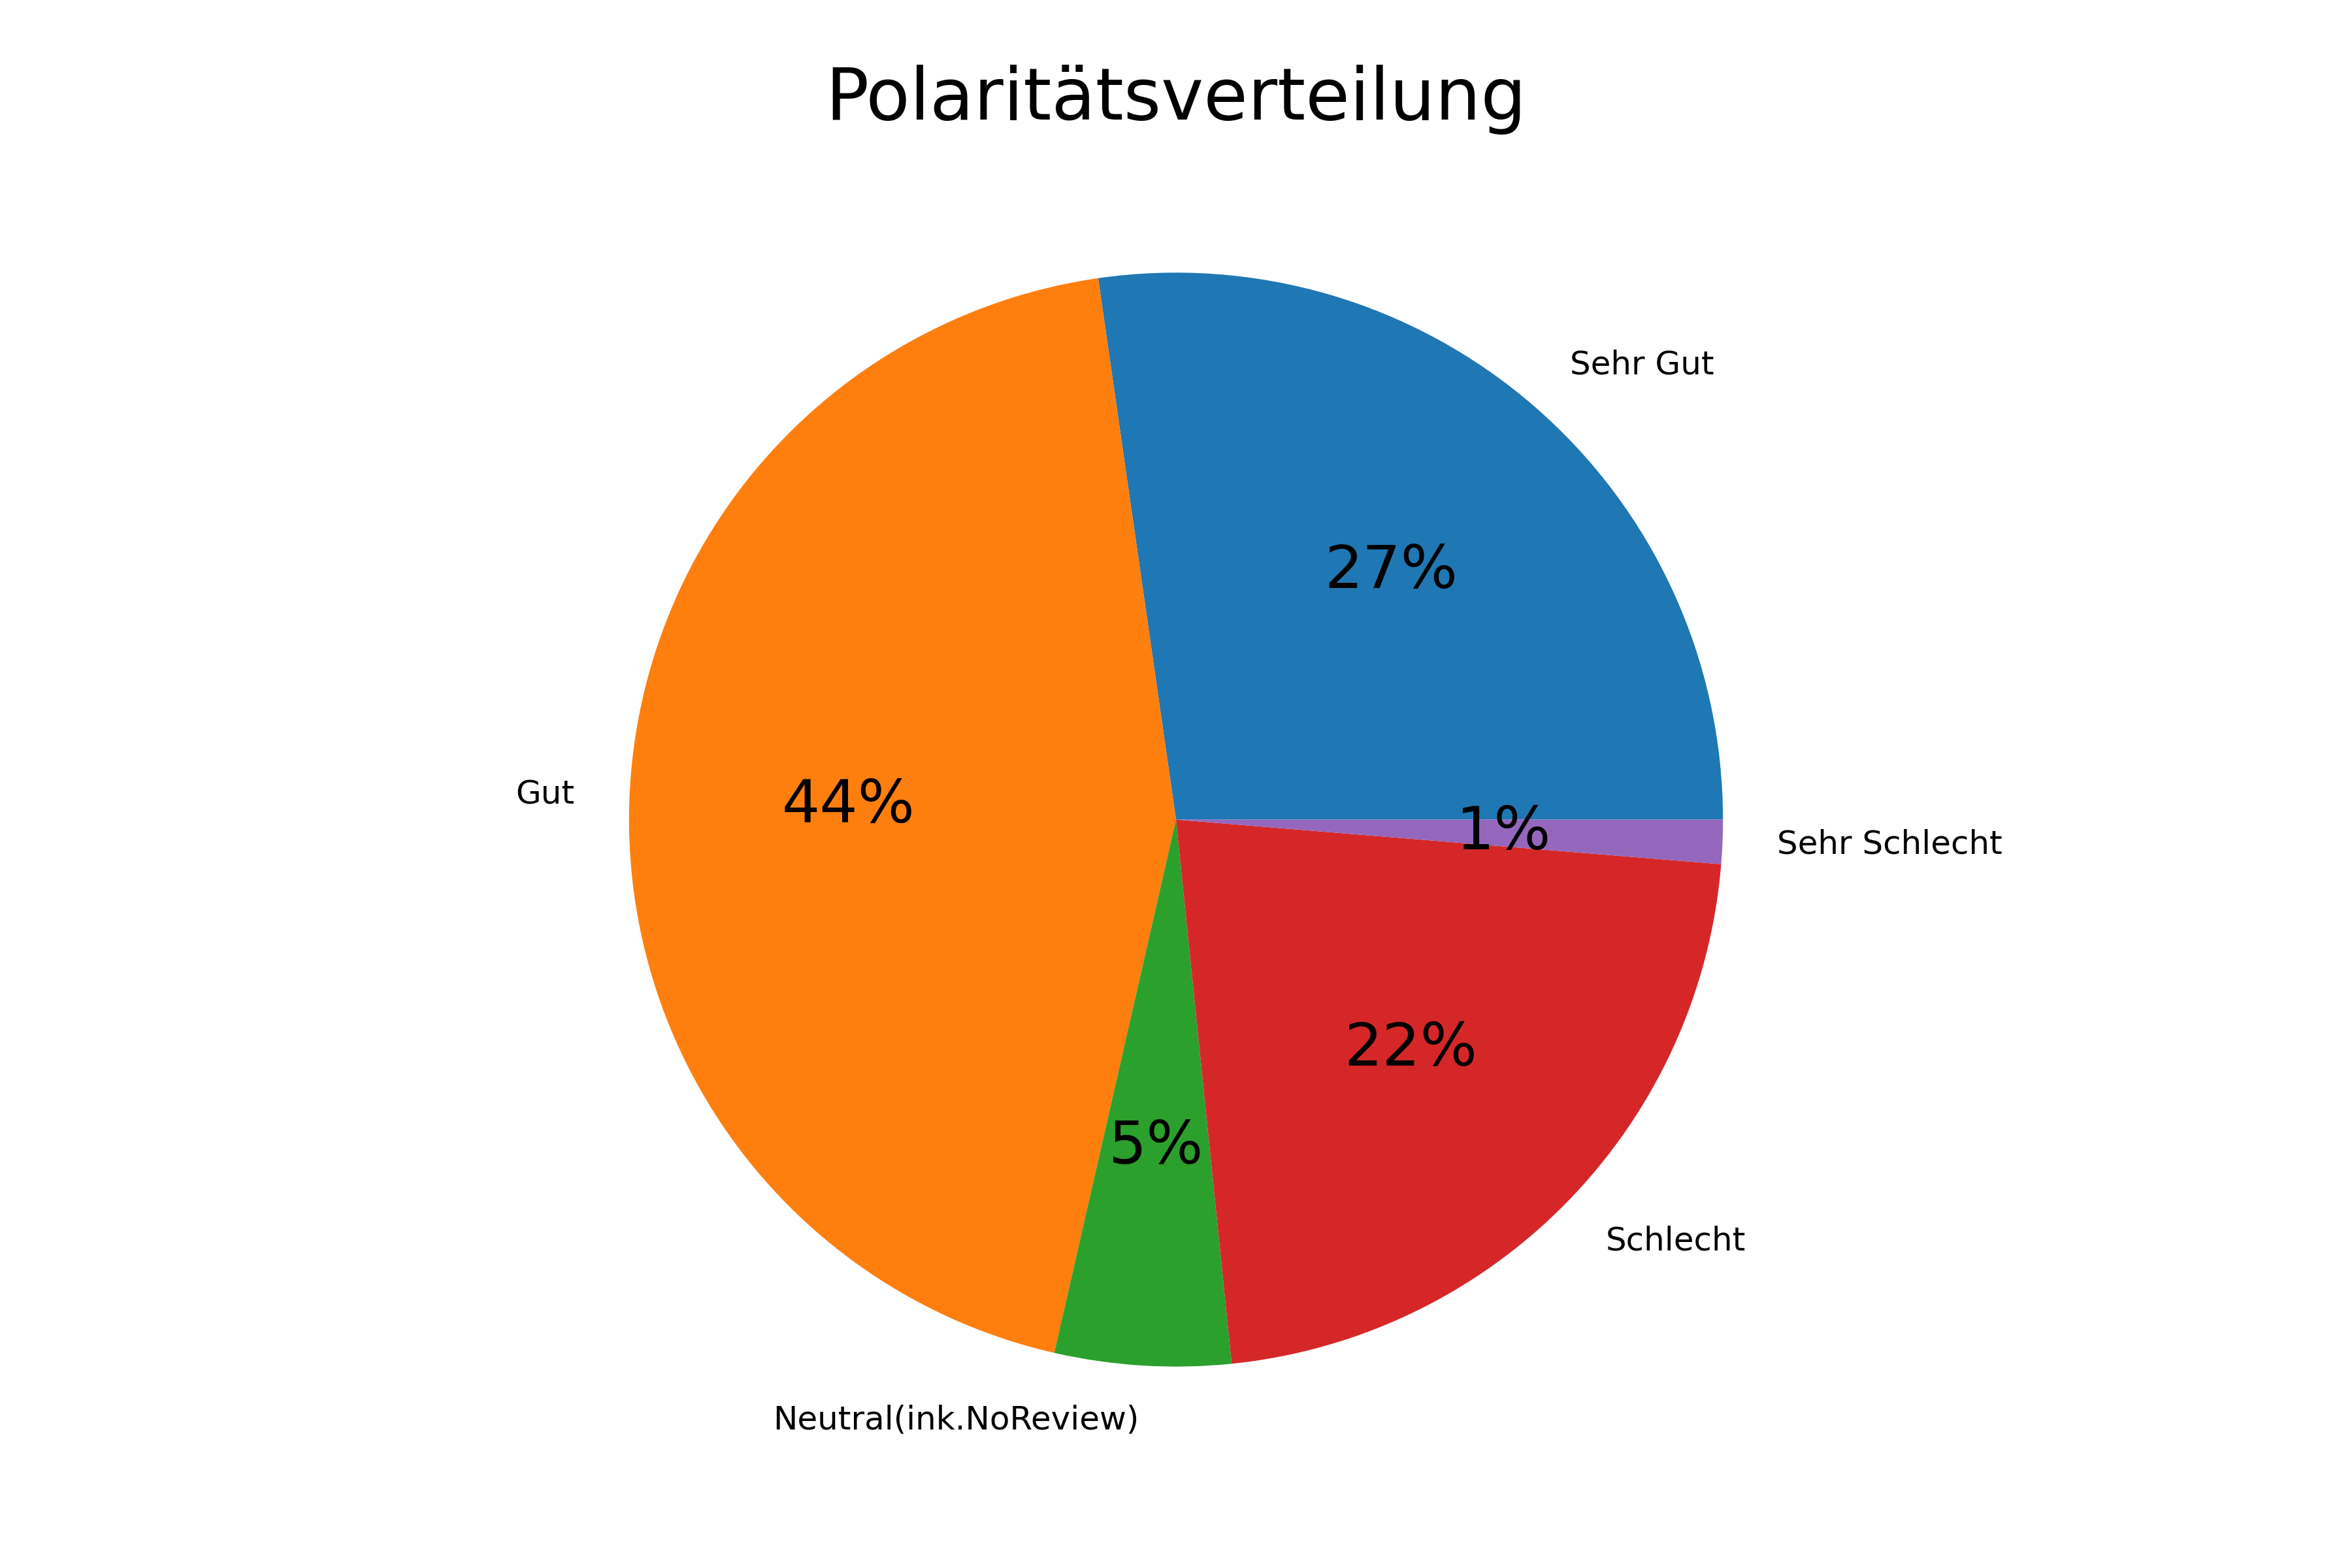 Polaritätsverteilung
Sehr Gut
27%
Gut
44%
1%
Sehr Schlecht
22%
5%
Schlecht
Neutral(ink.NoReview)